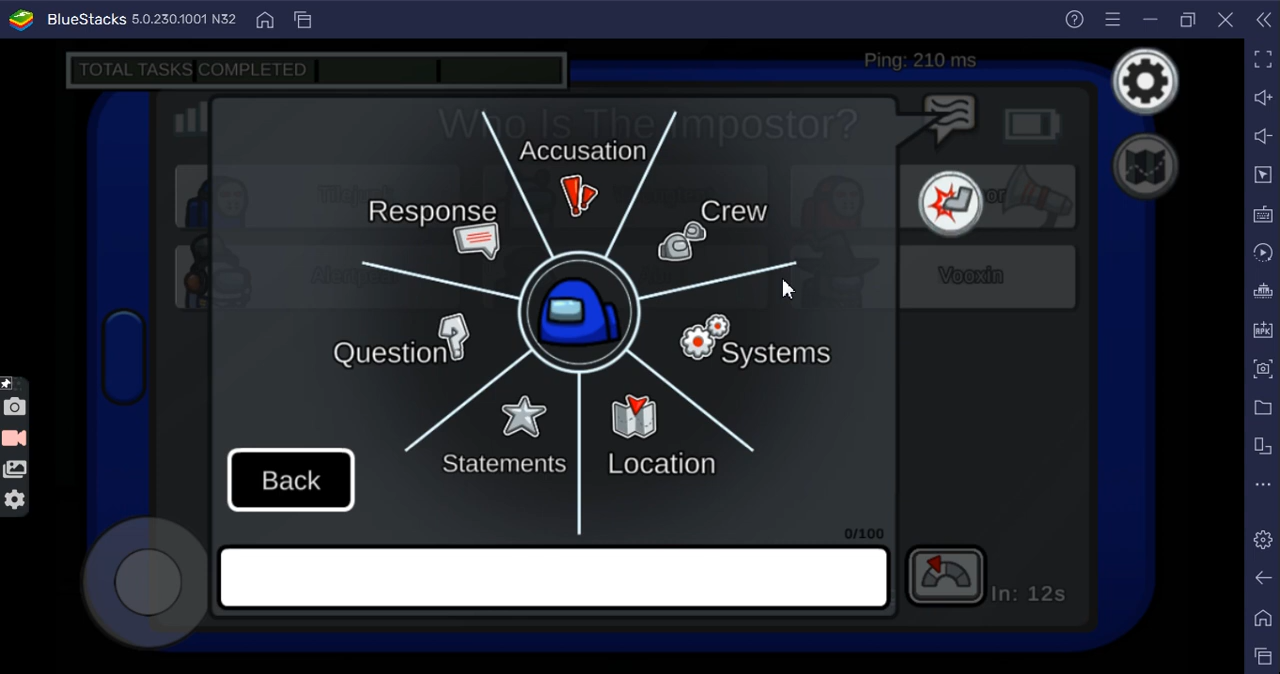 BlueStacks 5.0.230.1001 N32
TOTAL TASKS COMPLETED
Ping: 210 ms
Who Is The Impostor?
Accusation
Response
Crew
Vooxin
Question
Systems
Statements
Location
Back
0/100
In: 12s